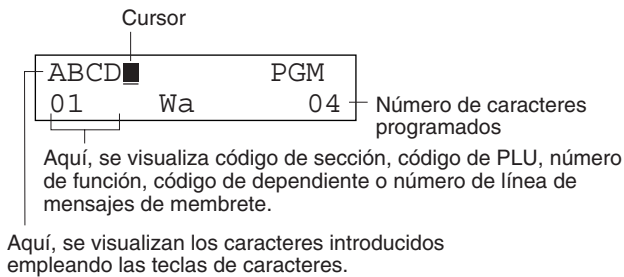 Cursor
ABCD PGM
01 Wa 04
Número de caracteres
programados
Aquí, se visualiza código de sección, código de PLU, número
de función, código de dependiente o número de línea de
mensajes de membrete.
Aquí, se visualizan los caracteres introducidos
empleando las teclas de caracteres.